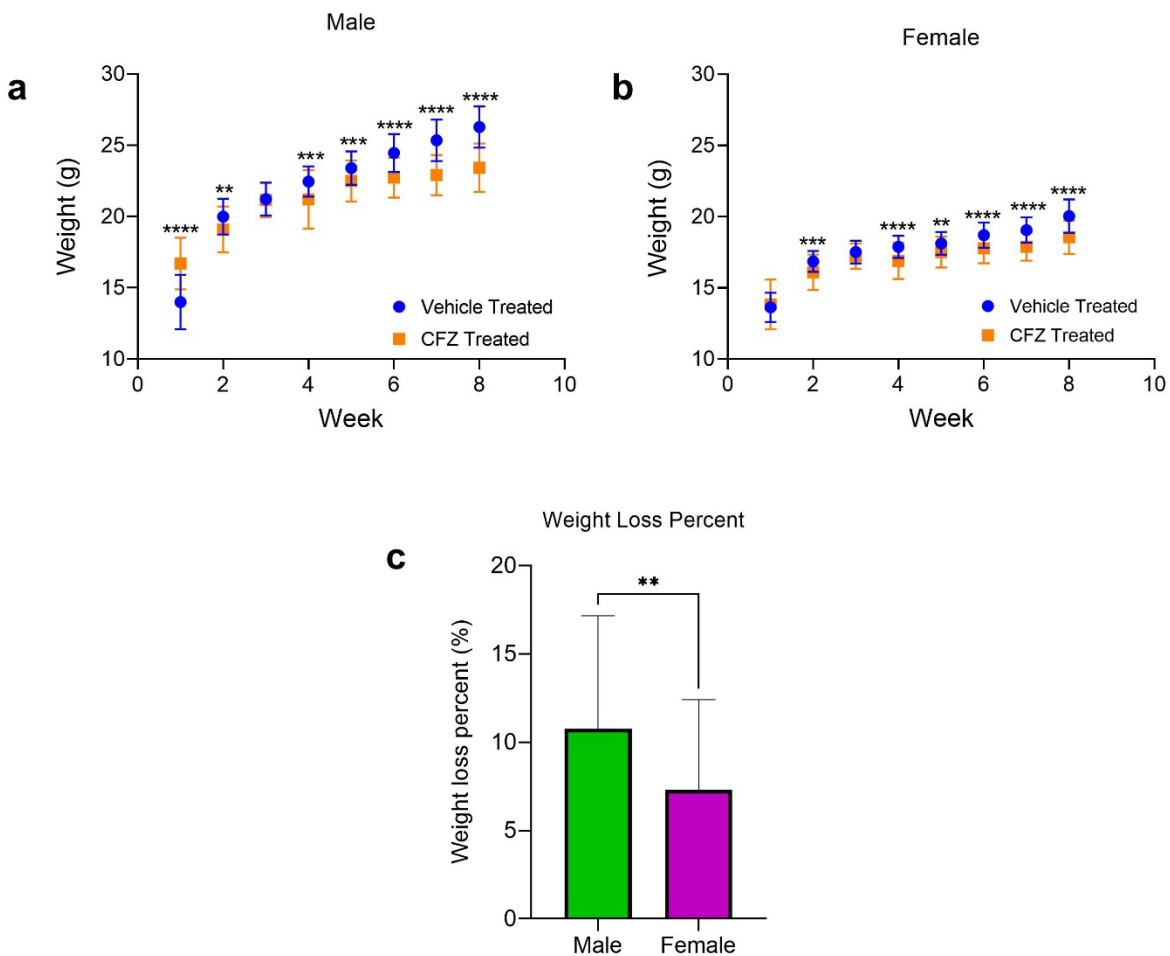 Male
a
30
25
20
15
10
Weight (g)
****
**
***
***
****
****
****
Vehicle Treated
CFZ Treated
0 2 4 6 8 10
Week
Female
b
30
25
20
15
10
Weight (g)
***
****
**
****
****
****
Vehicle Treated
CFZ Treated
0 2 4 6 8 10
Week
Weight Loss Percent
c
20
15
10
5
0
Weight loss percent (%)
**
Male Female